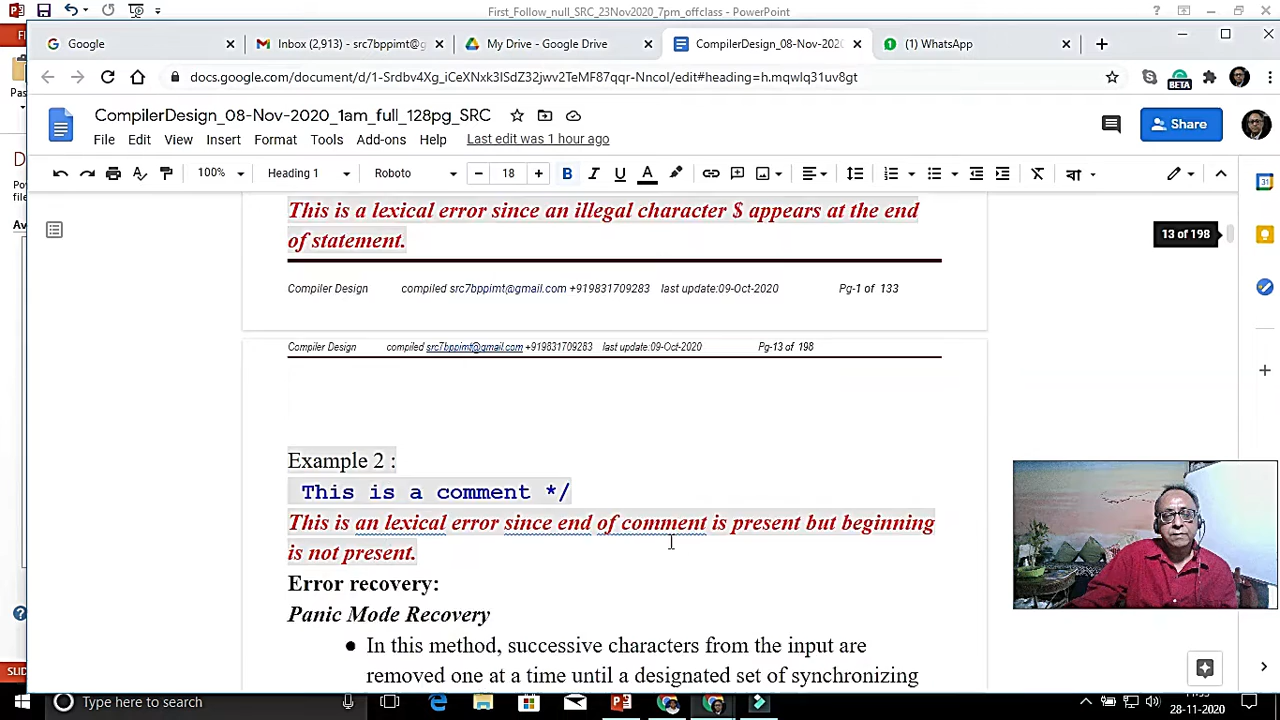 First_Follow_null_SRC_23Nov2020_7pm_offclass - PowerPoint
Google
Inbox (2,913) - src7bppimt@g
My Drive - Google Drive
CompilerDesign_08-Nov-2020
(1) WhatsApp
docs.google.com/document/d/1-Srdbv4Xg_iCeXNxk3ISdZ32jwv2TeMF87qqr-Nncol/edit#heading=h.mqwlq31uv8gt
BETA
CompilerDesign_08-Nov-2020_1am_full_128pg_SRC
File Edit View Insert Format Tools Add-ons Help Last edit was 1 hour ago
Share
100% Heading 1 Roboto 18
This is a lexical error since an illegal character $ appears at the end
of statement.
13 of 198
Compiler Design compiled src7bppimt@gmail.com +919831709283 last update:09-Oct-2020 Pg-1 of 133
Compiler Design compiled src7bppimt@gmail.com +919831709283 last update:09-Oct-2020 Pg-13 of 198
Example 2 :
This is a comment */
This is an lexical error since end of comment is present but beginning
is not present.
Error recovery:
Panic Mode Recovery
● In this method, successive characters from the input are
removed one at a time until a designated set of synchronizing
Type here to search
28-11-2020